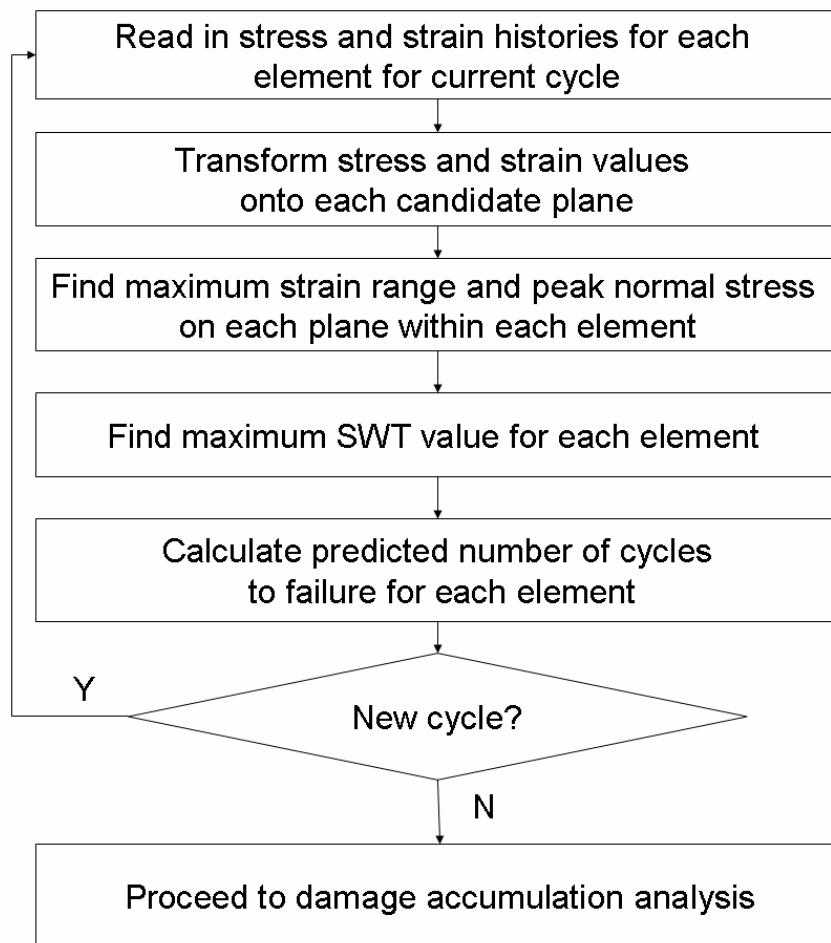 Read in stress and strain histories for each
element for current cycle
Transform stress and strain values
onto each candidate plane
Find maximum strain range and peak normal stress
on each plane within each element
Find maximum SWT value for each element
Calculate predicted number of cycles
to failure for each element
Y
New cycle?
N
Proceed to damage accumulation analysis